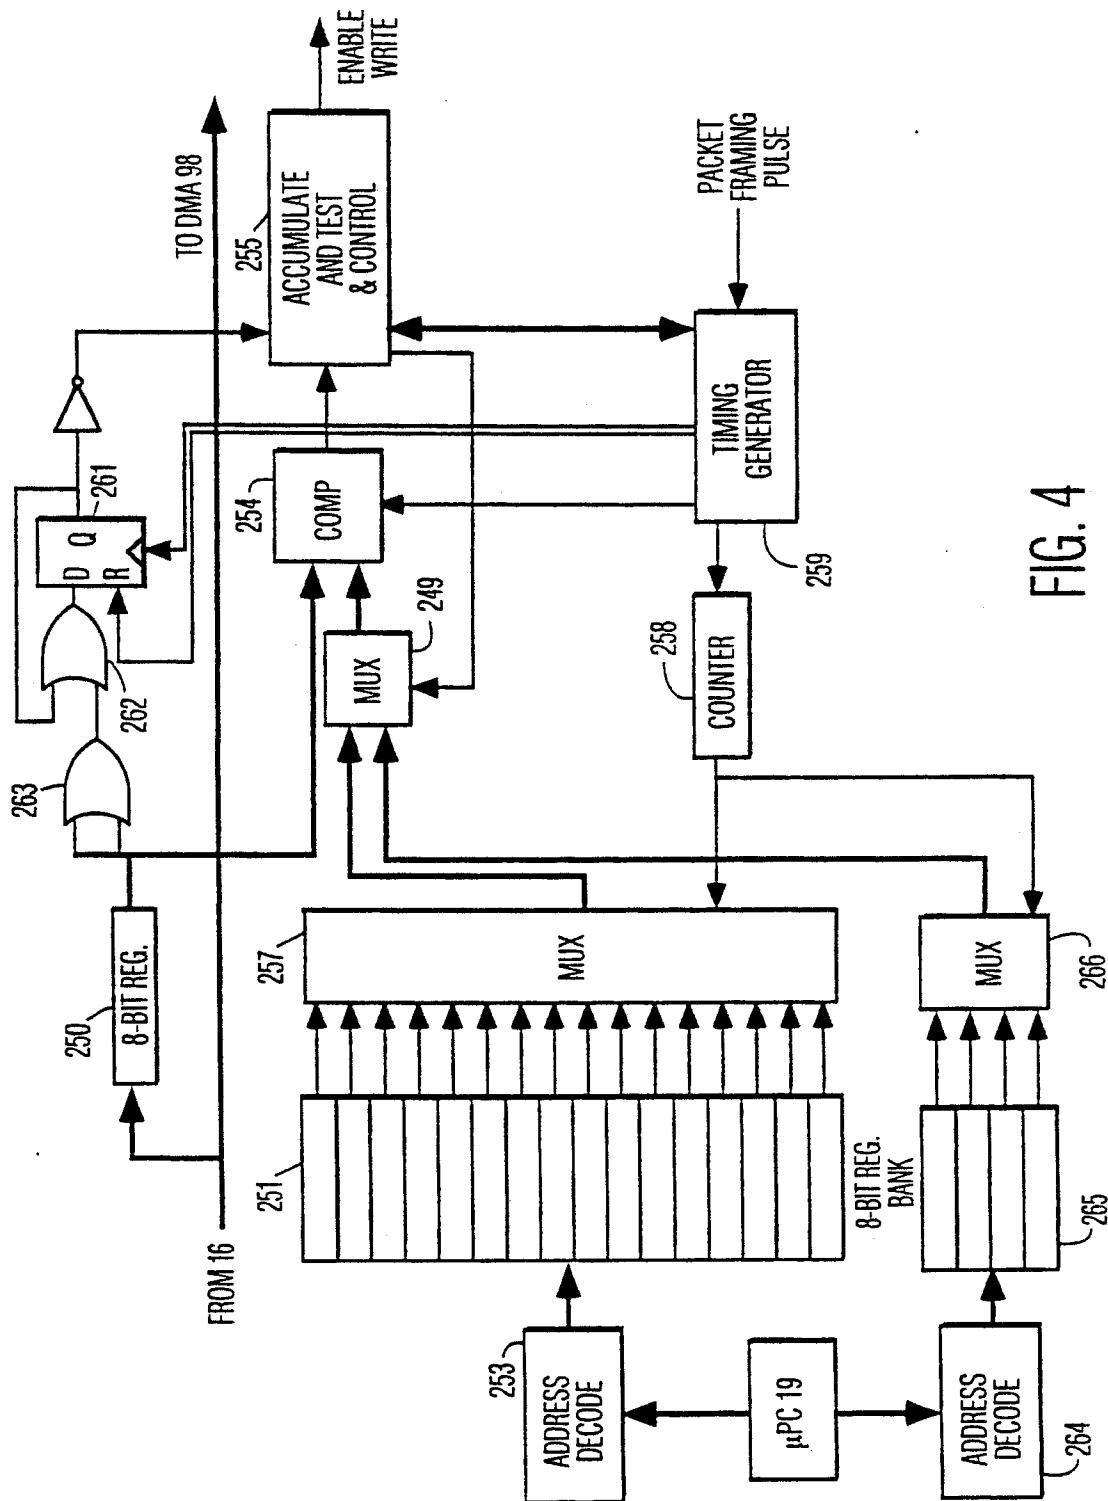 FROM 16
TO DMA 98
250
8-BIT REG.
263
262
261
D
Q
R
251
8-BIT REG.
BANK
253
ADDRESS
DECODE
µPC 19
ADDRESS
DECODE
264
265
257
MUX
MUX
266
MUX
249
254
COMP
255
ACCUMULATE
AND TEST
& CONTROL
ENABLE
WRITE
COUNTER
258
TIMING
GENERATOR
259
PACKET
FRAMING
PULSE
FIG. 4